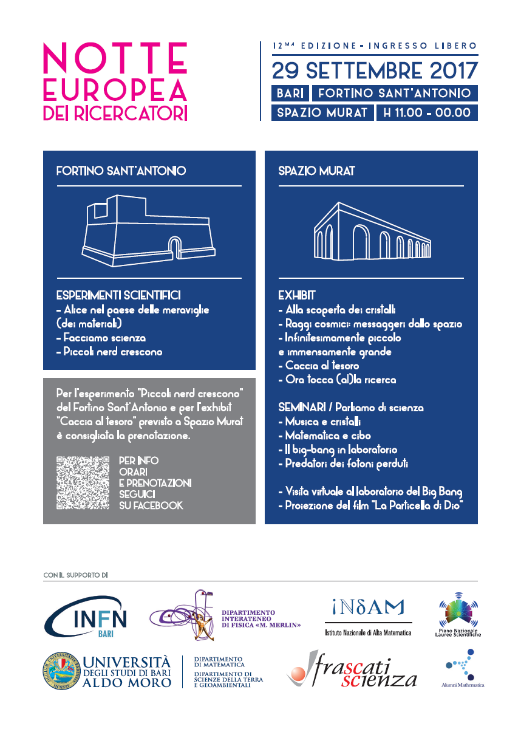 NOTTE
EUROPEA
DEI RICERCATORI
12MA EDIZIONE - INGRESSO LIBERO
29 SETTEMBRE 2017
BARI FORTINO SANT'ANTONIO
SPAZIO MURAT H 11.00 - 00.00
FORTINO SANT'ANTONIO
ESPERIMENTI SCIENTIFICI
- Alice nel paese delle meraviglie
(dei materiali)
- Facciamo scienza
- Piccoli nerd crescono
Per l'esperimento "Piccoli nerd crescono"
del Fortino Sant'Antonio e per l'exhibit
"Caccia al tesoro" previsto a Spazio Murat
è consigliata la prenotazione.
PER INFO
ORARI
E PRENOTAZIONI
SEGUICI
SU FACEBOOK
SPAZIO MURAT
EXHIBIT
- Alla scoperta dei cristalli
- Raggi cosmici: messaggeri dallo spazio
- Infinitesimamente piccolo
e immensamente grande
- Caccia al tesoro
- Ora tocca (al)la ricerca
SEMINARI / Parliamo di scienza
- Musica e cristalli
- Matematica e cibo
- Il big-bang in laboratorio
- Predatori dei fotoni perduti
- Visita virtuale al laboratorio del Big Bang
- Proiezione del film "La Particella di Dio"
CON IL SUPPORTO DI
INFN
BARI
DIPARTIMENTO
INTERATENEO
DI FISICA «M. MERLIN»
iNδAM
Istituto Nazionale di Alta Matematica
Piano Nazionale
Lauree Scientifiche
UNIVERSITÀ
DEGLI STUDI DI BARI
ALDO MORO
DIPARTIMENTO
DI MATEMATICA
DIPARTIMENTO DI
SCIENZE DELLA TERRA
E GEOAMBIENTALI
frascati
scienza
Alumni Mathematica